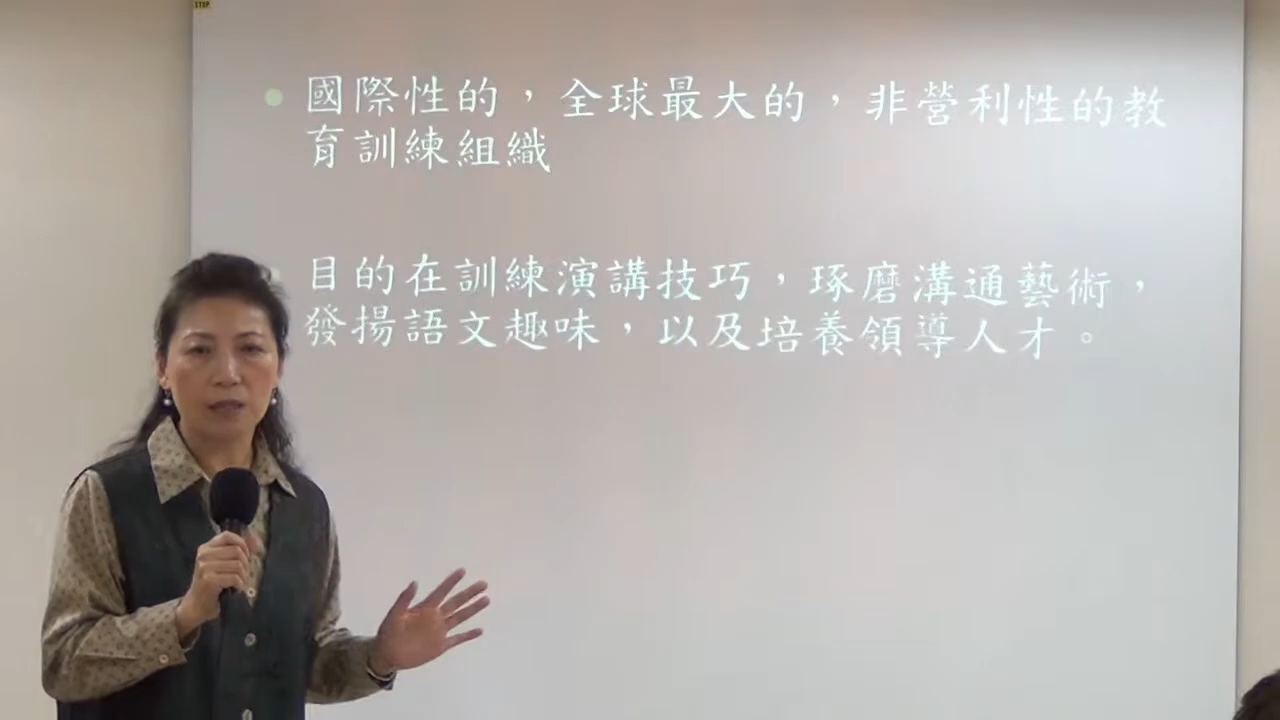 STOP
國際性的，全球最大的，非營利性的教
育訓練組織
目的在訓練演講技巧，琢磨溝通藝術，
發揚語文趣味，以及培養領導人才。